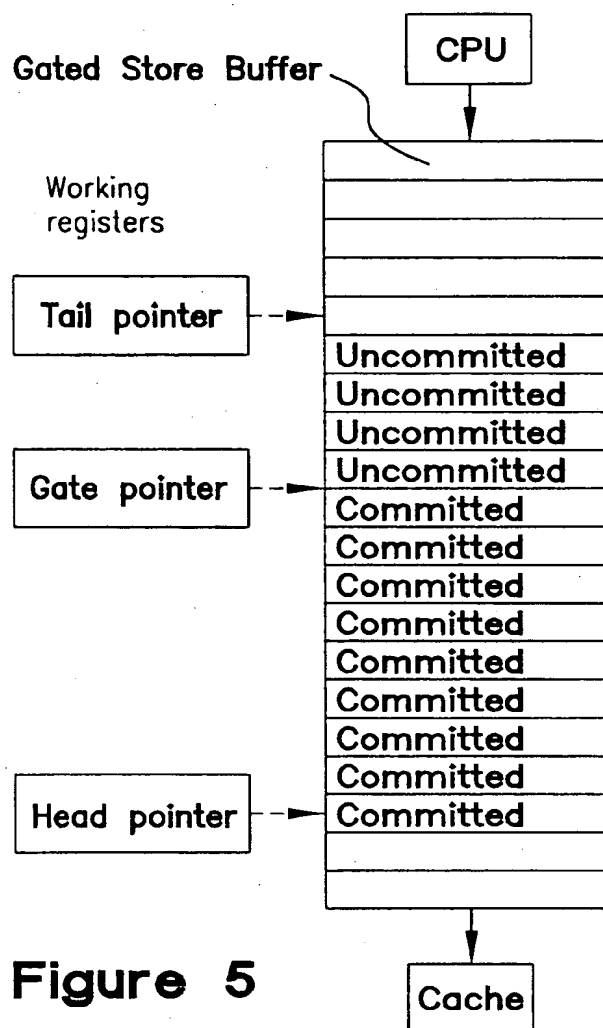 CPU
Gated Store Buffer
Working
registers
Tail pointer
Uncommitted
Uncommitted
Uncommitted
Uncommitted
Gate pointer
Committed
Committed
Committed
Committed
Committed
Committed
Committed
Committed
Head pointer
Committed
Figure 5
Cache